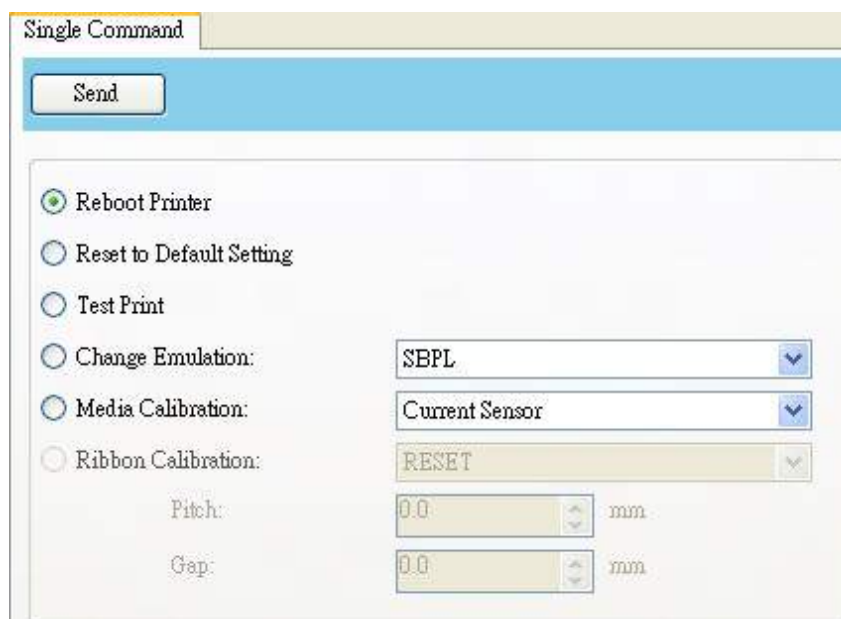 Single Command
Send
Reboot Printer
Reset to Default Setting
Test Print
Change Emulation: SBPL
Media Calibration: Current Sensor
Ribbon Calibration: RESET
Pitch: 0.0 mm
Gap: 0.0 mm